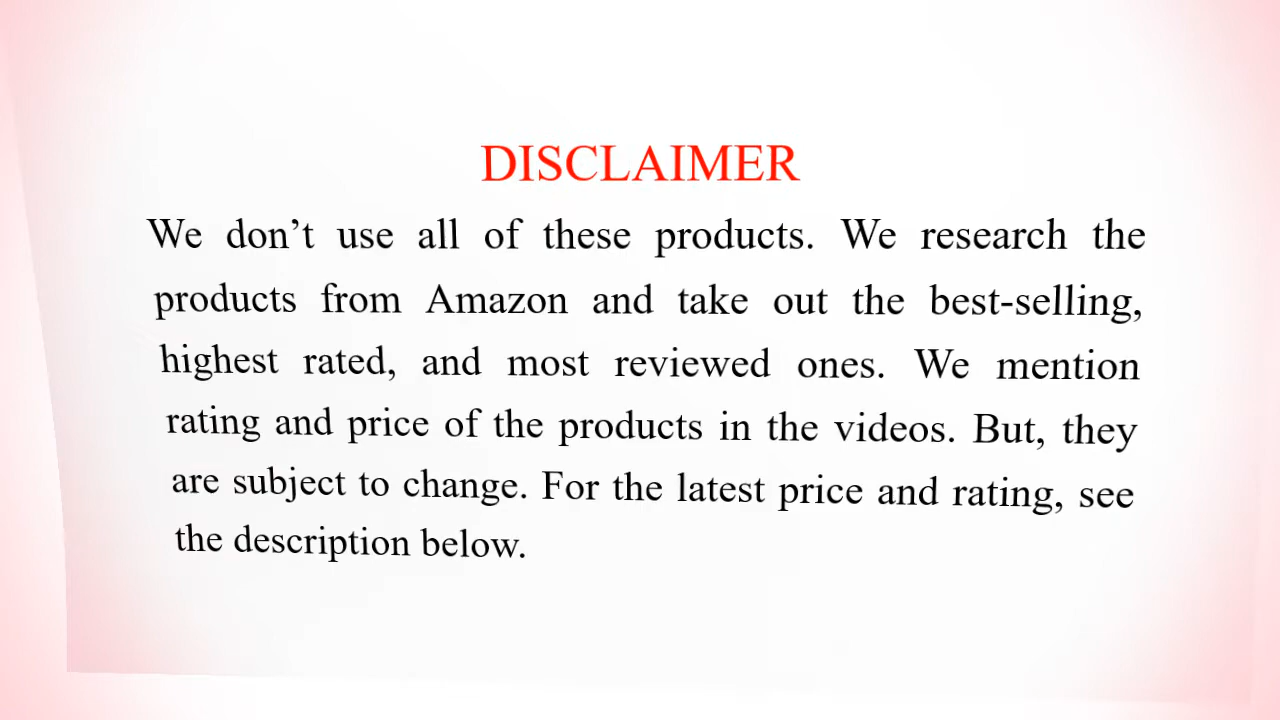 DISCLAIMER
We don’t use all of these products. We research the
products from Amazon and take out the best-selling,
highest rated, and most reviewed ones. We mention
rating and price of the products in the videos. But, they
are subject to change. For the latest price and rating, see
the description below.